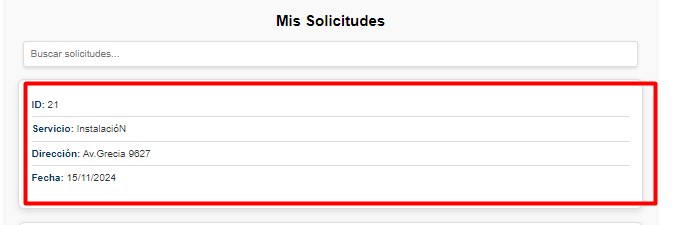 Mis Solicitudes
Buscar solicitudes...
ID: 21
Servicio: InstalacióN
Dirección: Av.Grecia 9627
Fecha: 15/11/2024